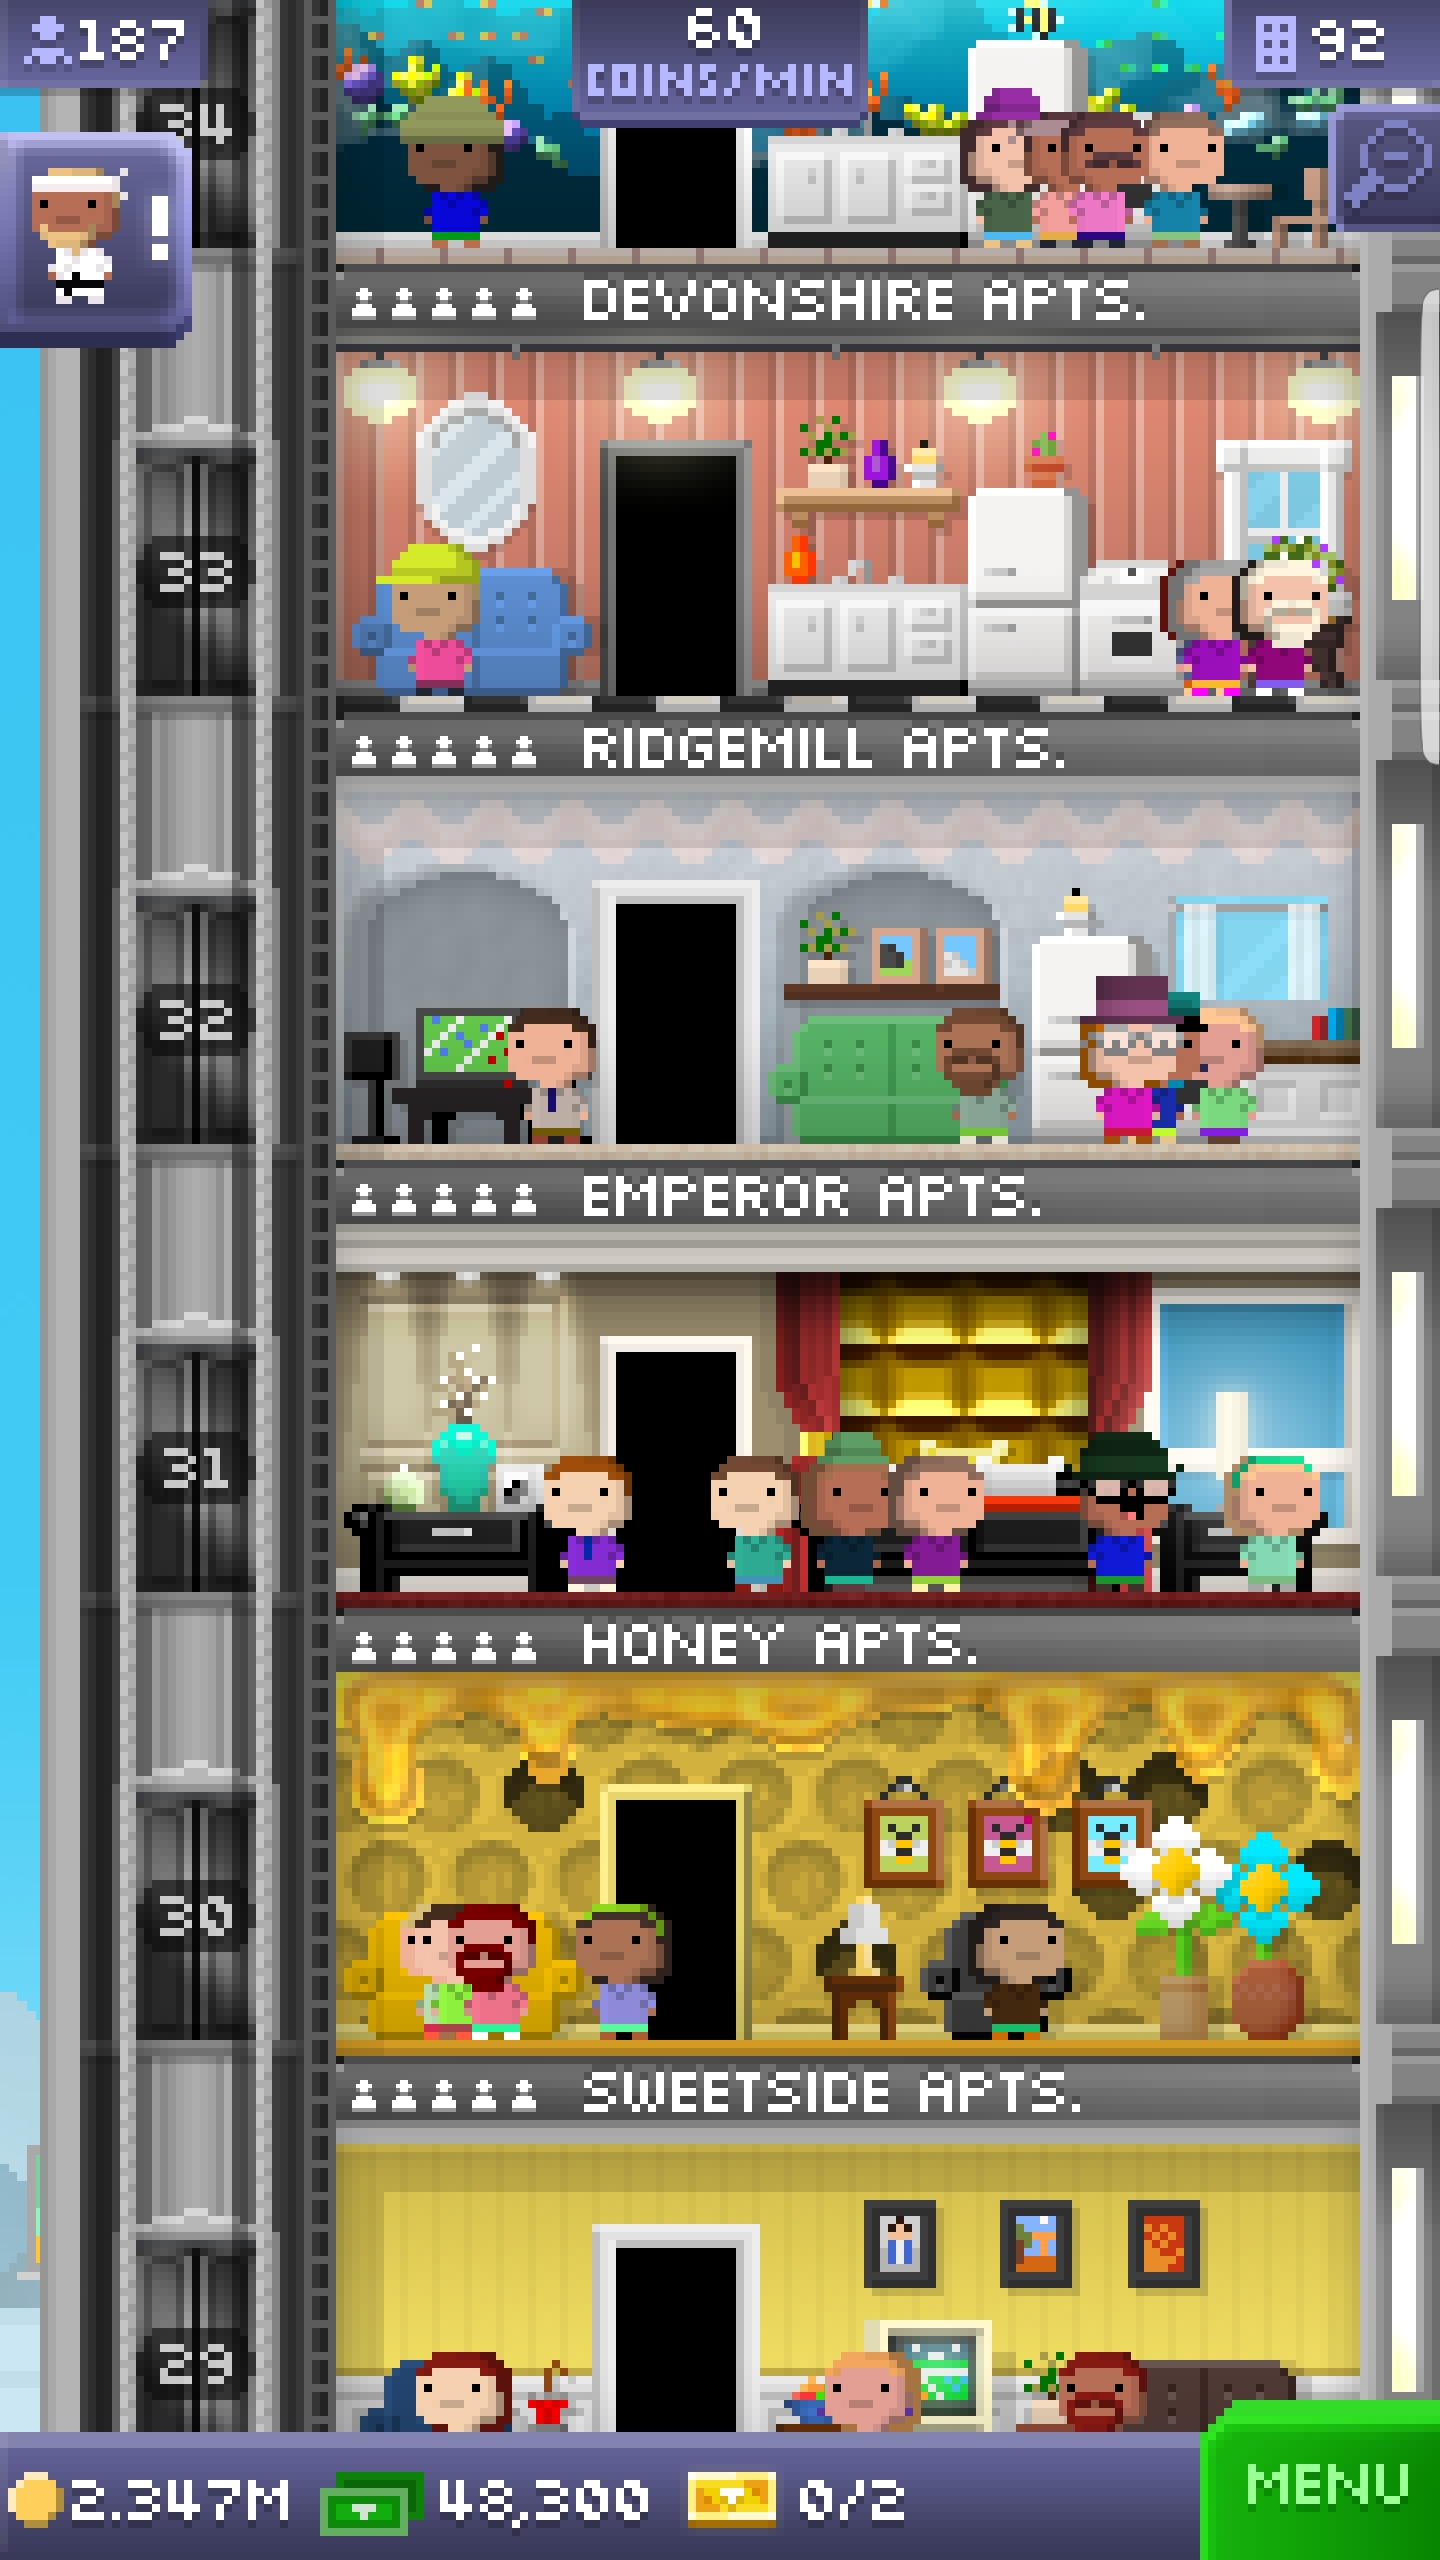 187
60
COINS/MIN
92
34
!
DEVONSHIRE APTS.
33
RIDGEMILL APTS.
32
EMPEROR APTS.
31
HONEY APTS.
30
SWEETSIDE APTS.
29
2.347M 48,300 0/2
MENU